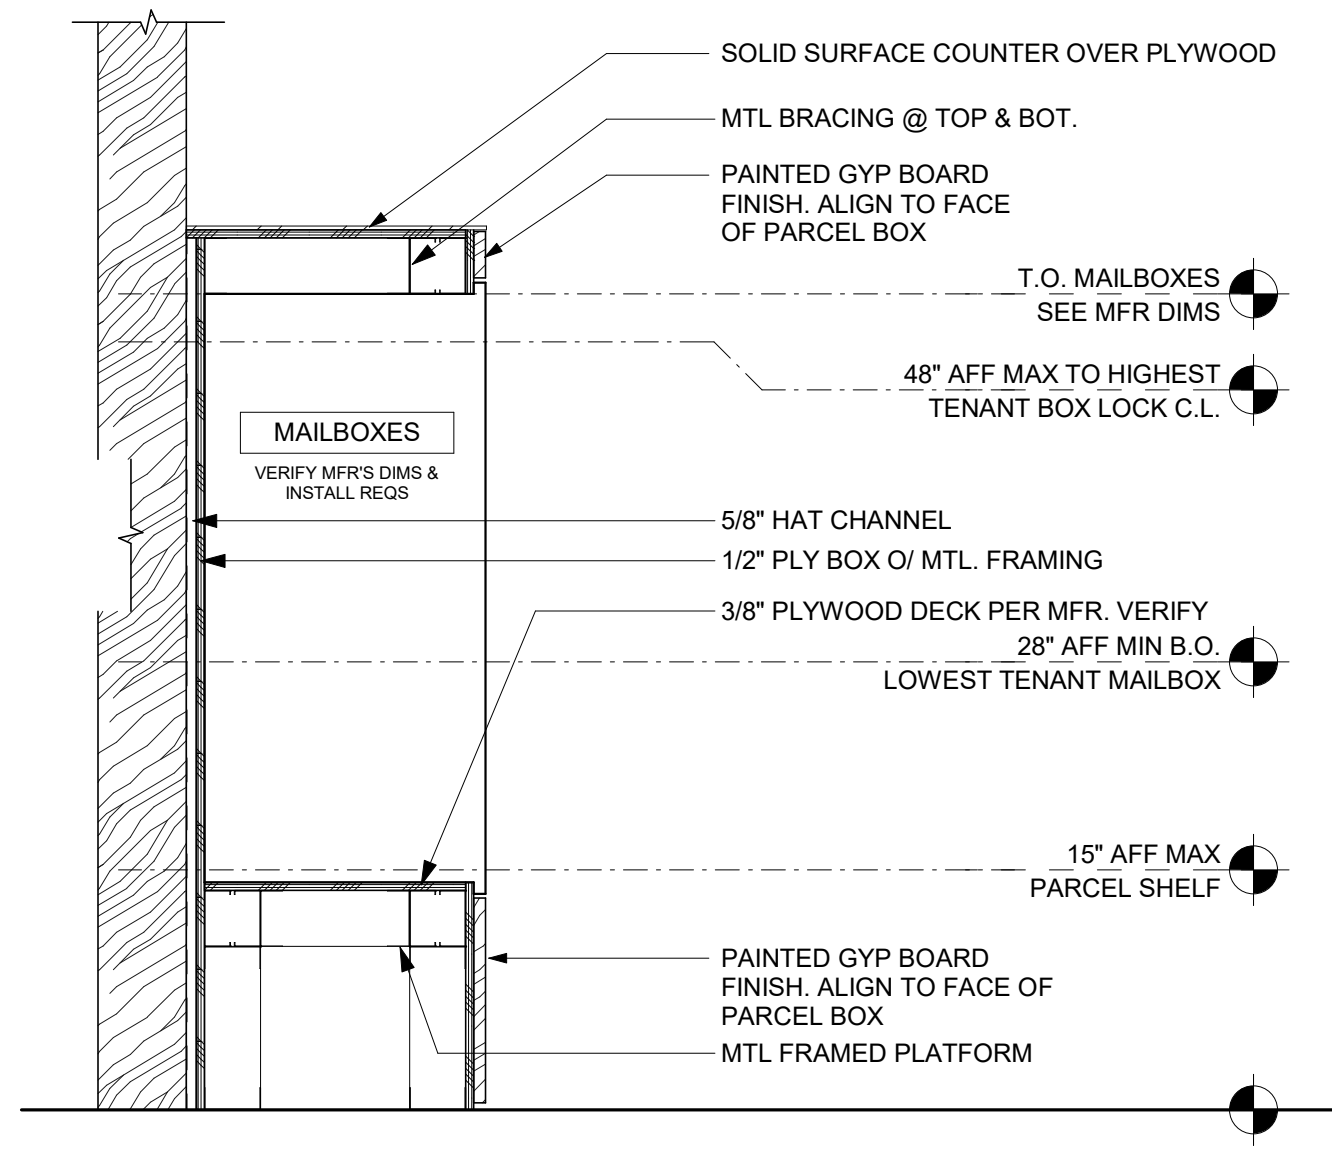 SOLID SURFACE COUNTER OVER PLYWOOD
MTL BRACING @ TOP & BOT.
PAINTED GYP BOARD
FINISH. ALIGN TO FACE
OF PARCEL BOX
T.O. MAILBOXES
SEE MFR DIMS
48" AFF MAX TO HIGHEST
TENANT BOX LOCK C.L.
MAILBOXES
VERIFY MFR'S DIMS &
INSTALL REQS
5/8" HAT CHANNEL
1/2" PLY BOX O/ MTL. FRAMING
3/8" PLYWOOD DECK PER MFR. VERIFY
28" AFF MIN B.O.
LOWEST TENANT MAILBOX
15" AFF MAX
PARCEL SHELF
PAINTED GYP BOARD
FINISH. ALIGN TO FACE OF
PARCEL BOX
MTL FRAMED PLATFORM